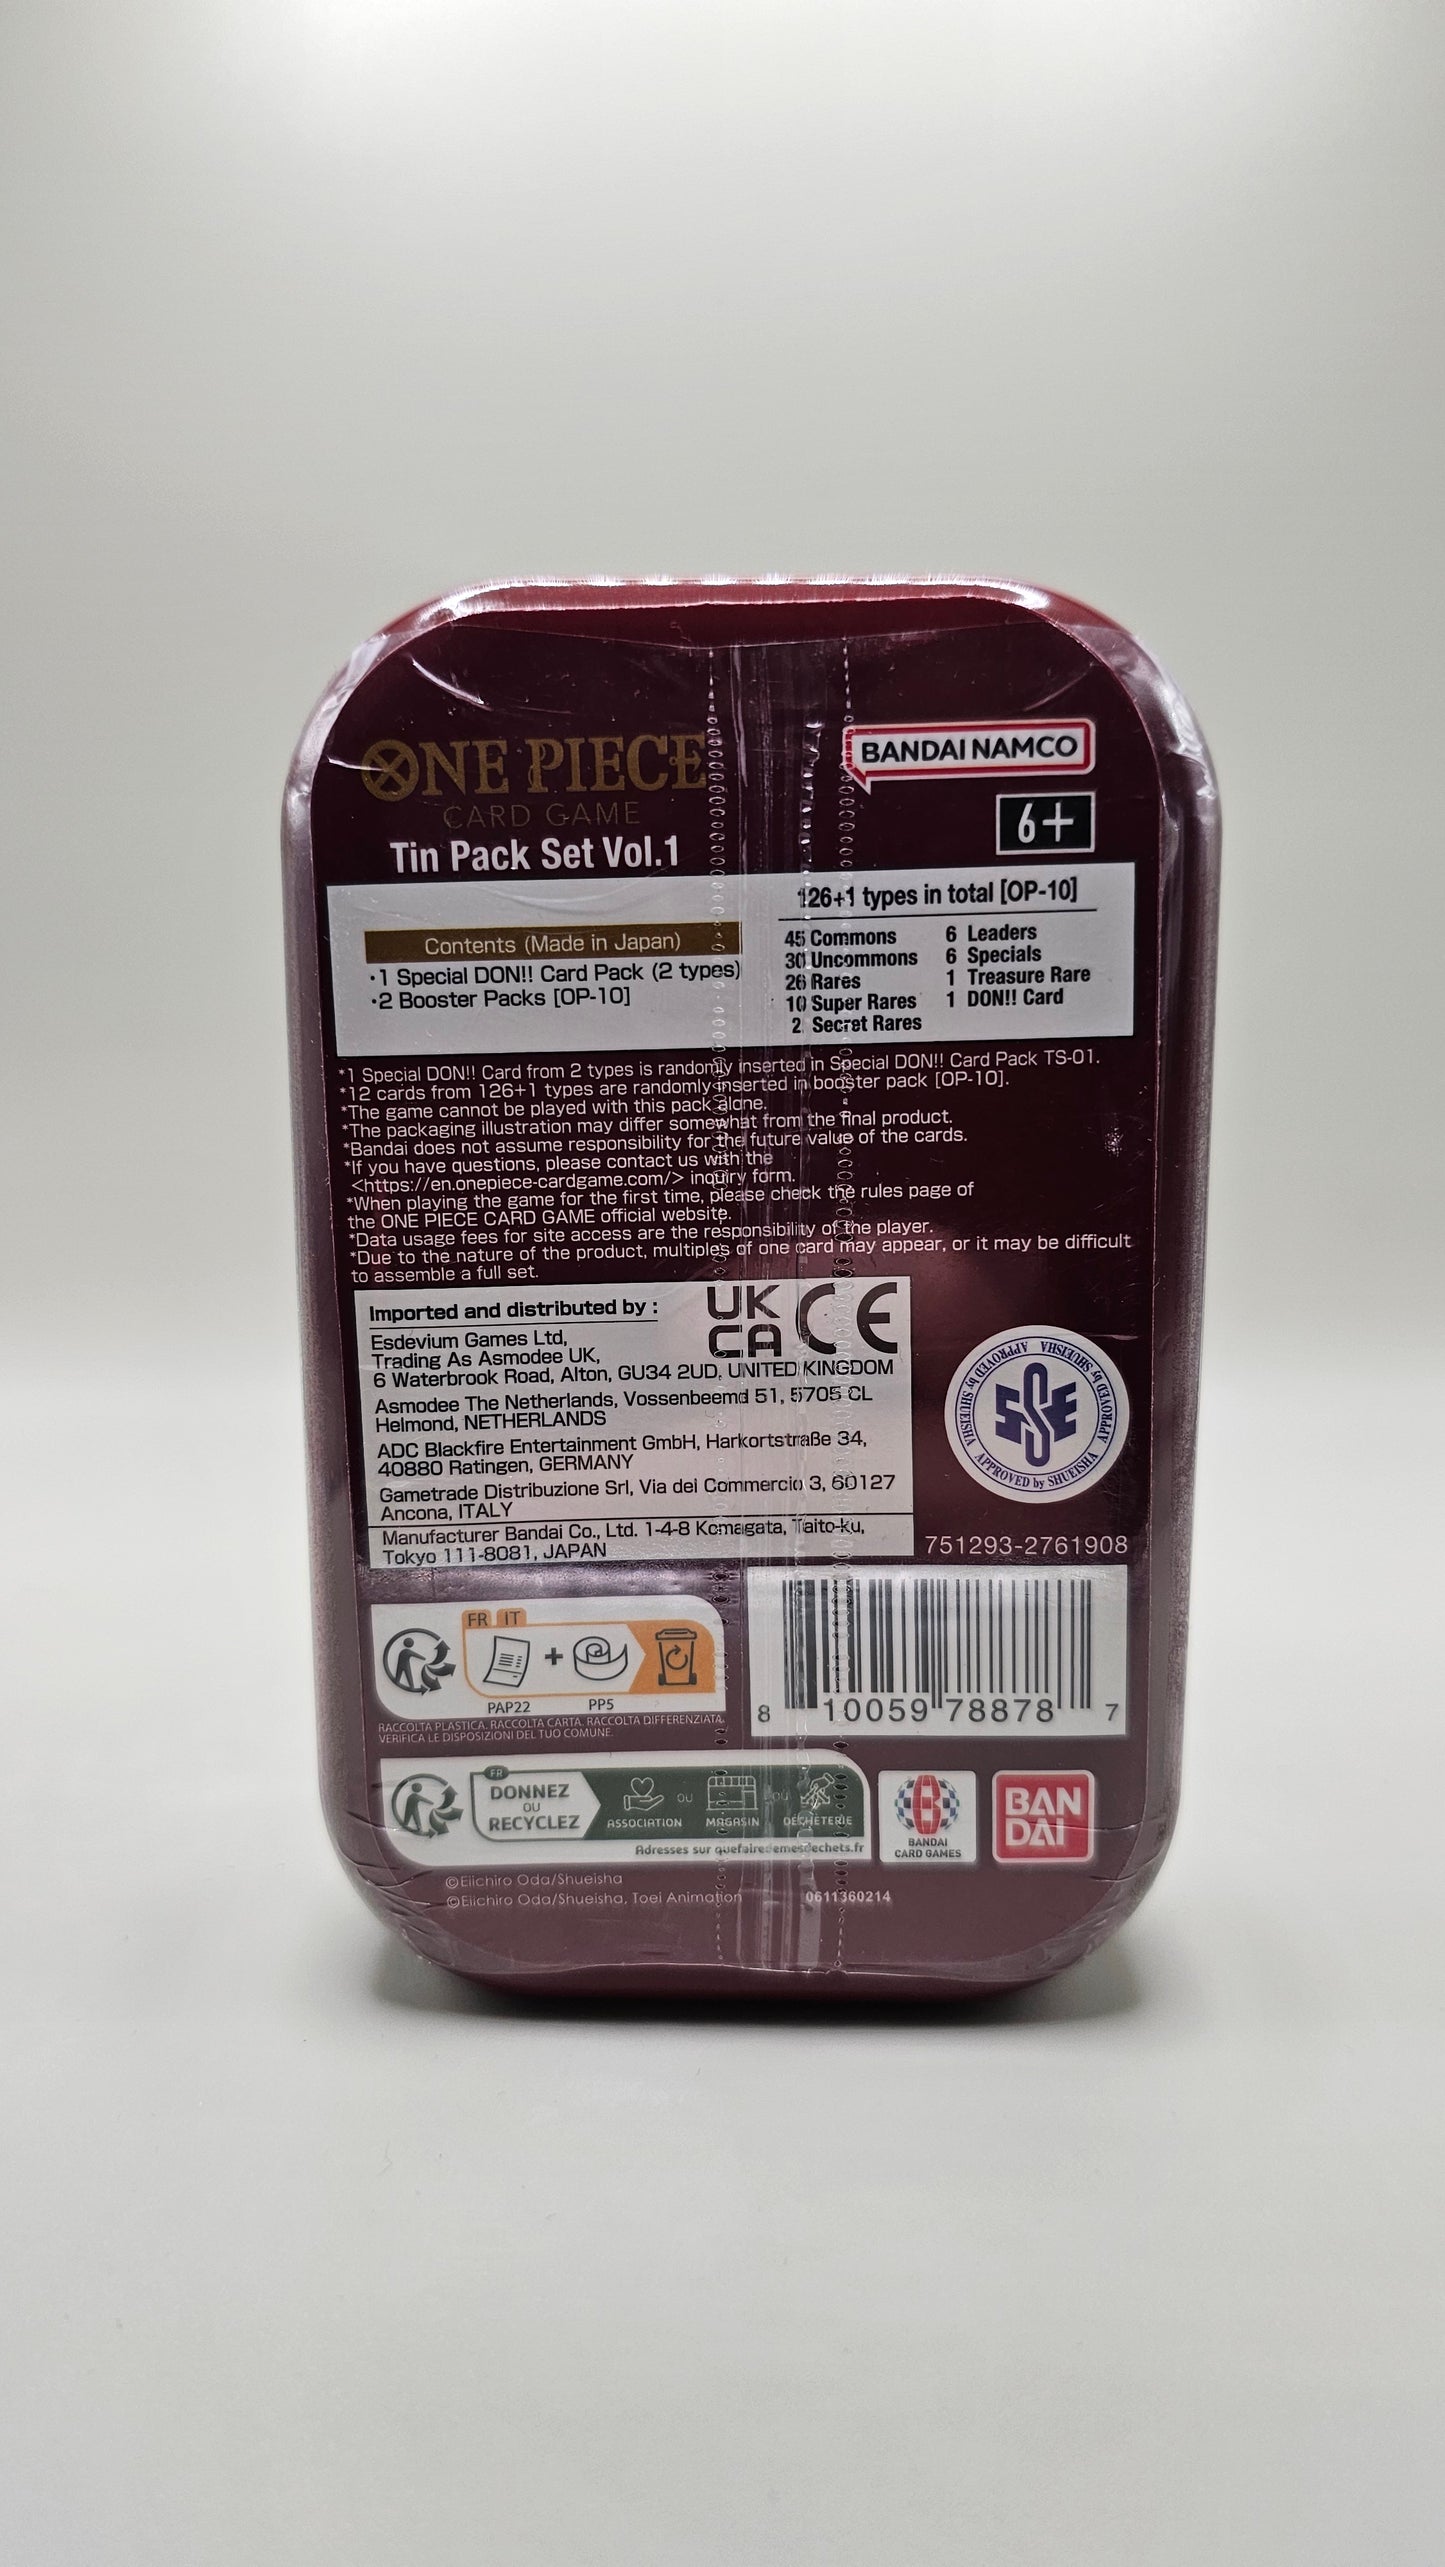 ONE PIECE
CARD GAME
Tin Pack Set Vol.1
BANDAI NAMCO
6+
Contents (Made in Japan)
・1 Special DON!! Card Pack (2 types)
・2 Booster Packs [OP-10]
126+1 types in total [OP-10]
45 Commons
30 Uncommons
26 Rares
10 Super Rares
2 Secret Rares
6 Leaders
6 Specials
1 Treasure Rare
1 DON!! Card
*1 Special DON!! Card from 2 types is randomly inserted in Special DON!! Card Pack TS-01.
*12 cards from 126+1 types are randomly inserted in booster pack [OP-10].
*The game cannot be played with this pack alone.
*The packaging illustration may differ somewhat from the final product.
*Bandai does not assume responsibility for the future value of the cards.
*If you have questions, please contact us with the
<https://en.onepiece-cardgame.com/> inquiry form.
*When playing the game for the first time, please check the rules page of
the ONE PIECE CARD GAME official website.
*Data usage fees for site access are the responsibility of the player.
*Due to the nature of the product, multiples of one card may appear, or it may be difficult
to assemble a full set.
Imported and distributed by :
UK
CA CE
Esdevium Games Ltd,
Trading As Asmodee UK,
6 Waterbrook Road, Alton, GU34 2UD, UNITED KINGDOM
Asmodee The Netherlands, Vossenbeemd 51, 5705 CL
Helmond, NETHERLANDS
ADC Blackfire Entertainment GmbH, Harkortstraße 34,
40880 Ratingen, GERMANY
Gametrade Distribuzione Srl, Via del Commercio 3, 60127
Ancona, ITALY
Manufacturer Bandai Co., Ltd. 1-4-8 Komagata, Taito-ku,
Tokyo 111-8081, JAPAN
APPROVED by SHUEISHA APPROVED by SHUEISHA APPROVED by SHUEISHA
SSE
751293-2761908
FR IT
+
PAP22 PP5
RACCOLTA PLASTICA. RACCOLTA CARTA. RACCOLTA DIFFERENZIATA.
VERIFICA LE DISPOSIZIONI DEL TUO COMUNE.
8 10059 78878 7
FR
DONNEZ
OU
RECYCLEZ
ASSOCIATION OU MAGASIN OU DÉCHÈTERIE
Adresses sur quefairedemesdechets.fr
B
BANDAI
CARD GAMES
BAN
DAI
©Eiichiro Oda/Shueisha
©Eiichiro Oda/Shueisha, Toei Animation
0611360214